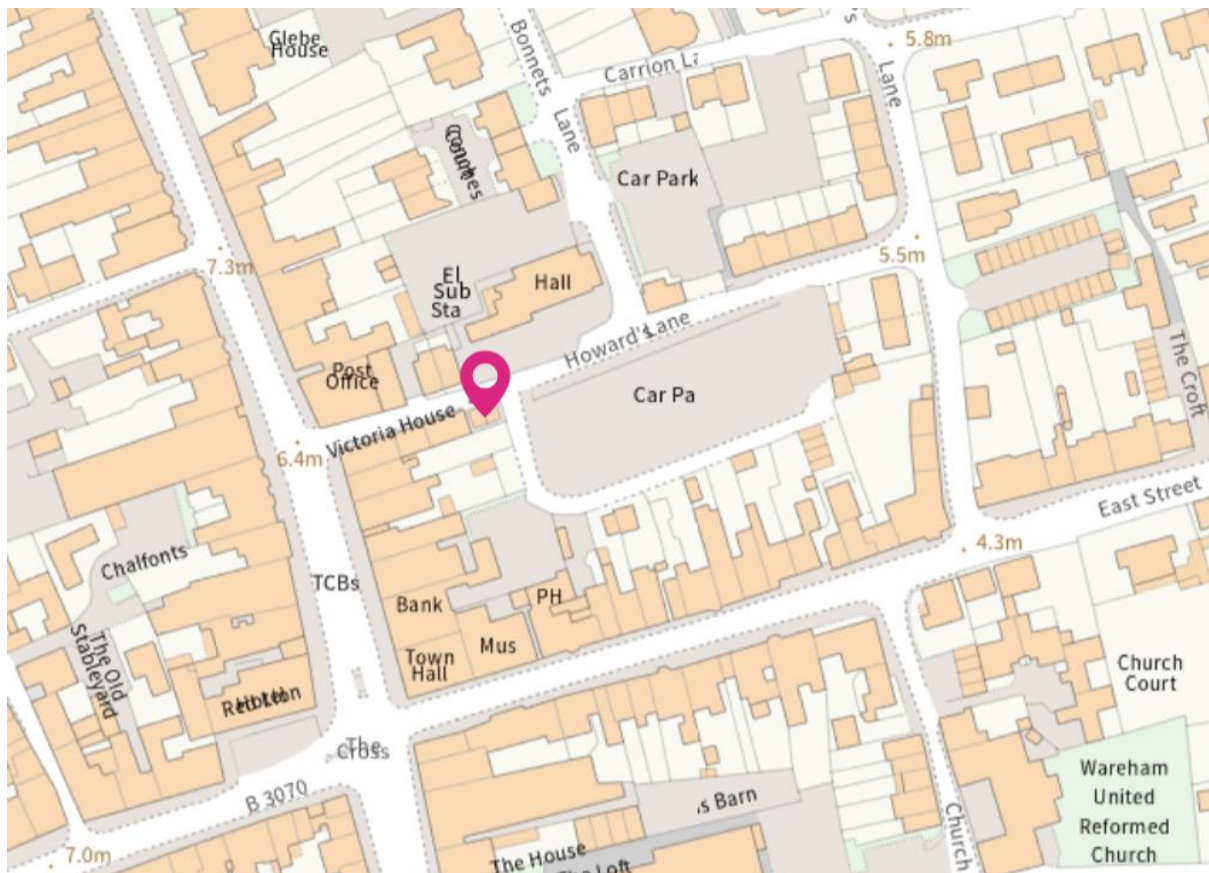 Glebe
House
Bonnets
Lane
Carrion La
Lane
5.8m
Car Park
7.3m
El
Sub
Sta
Hall
5.5m
Howard's Lane
The Croft
Post
Office
Car Pa
Victoria House
6.4m
East Street
Chalfonts
4.3m
TCBs
Bank
PH
Mus
Town
Hall
The Old
Stableyard
Church
Court
The
Cross
B 3070
s Barn
Wareham
United
Reformed
Church
Church
7.0m
The House
The Loft